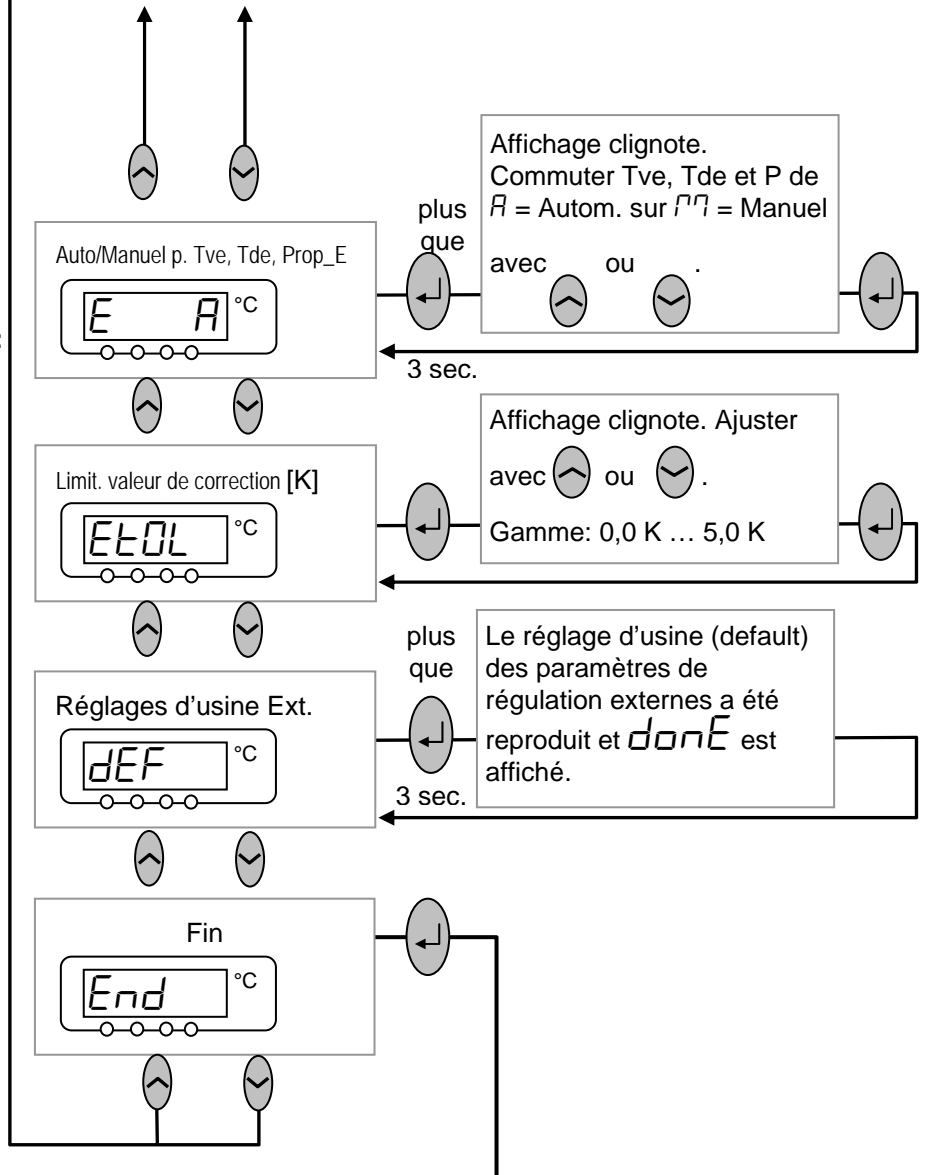 Affichage clignote.
Commuter Tve, Tde et P de
A = Autom. sur M = Manuel
avec ou .
plus
que
Auto/Manuel p. Tve, Tde, Prop_E
E A °C
3 sec.
Affichage clignote. Ajuster
avec ou .
Gamme: 0,0 K … 5,0 K
Limit. valeur de correction [K]
EtOL °C
plus
que
Le réglage d'usine (default)
des paramètres de
régulation externes a été
reproduit et donE est
affiché.
Réglages d'usine Ext.
dEF °C
3 sec.
Fin
End °C